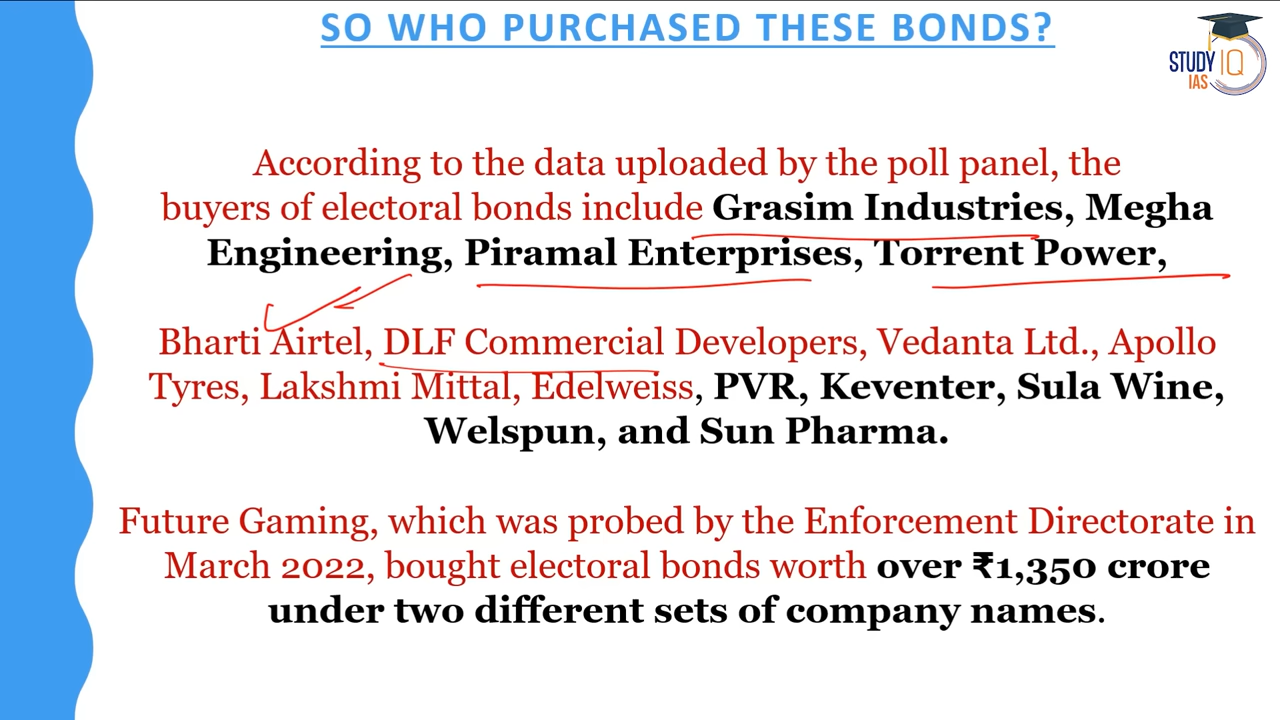 SO WHO PURCHASED THESE BONDS?
STUDY IQ
IAS
According to the data uploaded by the poll panel, the
buyers of electoral bonds include Grasim Industries, Megha
Engineering, Piramal Enterprises, Torrent Power,
Bharti Airtel, DLF Commercial Developers, Vedanta Ltd., Apollo
Tyres, Lakshmi Mittal, Edelweiss, PVR, Keventer, Sula Wine,
Welspun, and Sun Pharma.
Future Gaming, which was probed by the Enforcement Directorate in
March 2022, bought electoral bonds worth over ₹1,350 crore
under two different sets of company names.